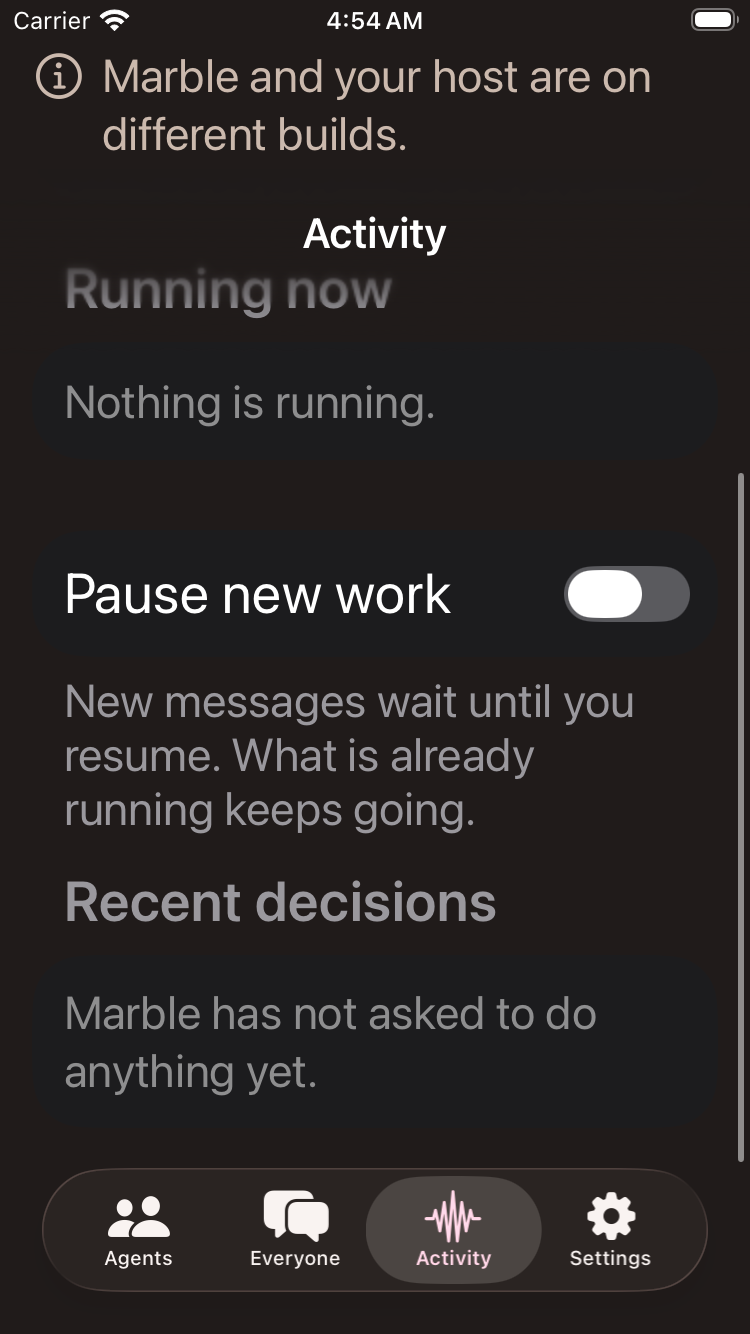 Carrier 4:54 AM
Marble and your host are on
different builds.
Activity
Running now
Nothing is running.
Pause new work
New messages wait until you
resume. What is already
running keeps going.
Recent decisions
Marble has not asked to do
anything yet.
Agents Everyone Activity Settings